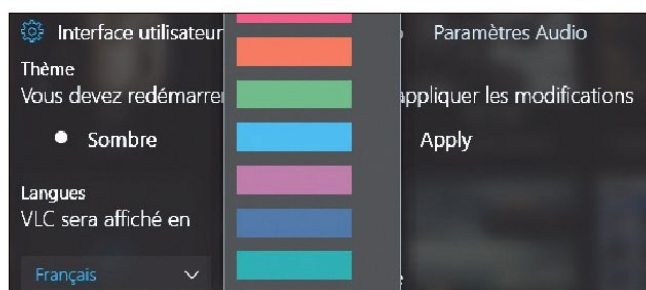 Interface utilisateur
Paramètres Audio
Thème
Vous devez redémarrer
appliquer les modifications
Sombre
Apply
Langues
VLC sera affiché en
Français